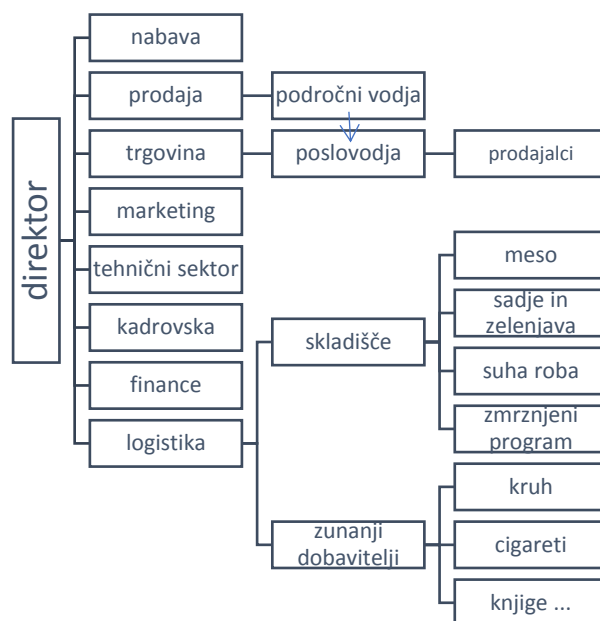 direktor
nabava
prodaja
področni vodja
trgovina
poslovodja
prodajalci
marketing
tehnični sektor
kadrovska
finance
logistika
skladišče
meso
sadje in
zelenjava
suha roba
zmrznjeni
program
zunanji
dobavitelji
kruh
cigareti
knjige ...